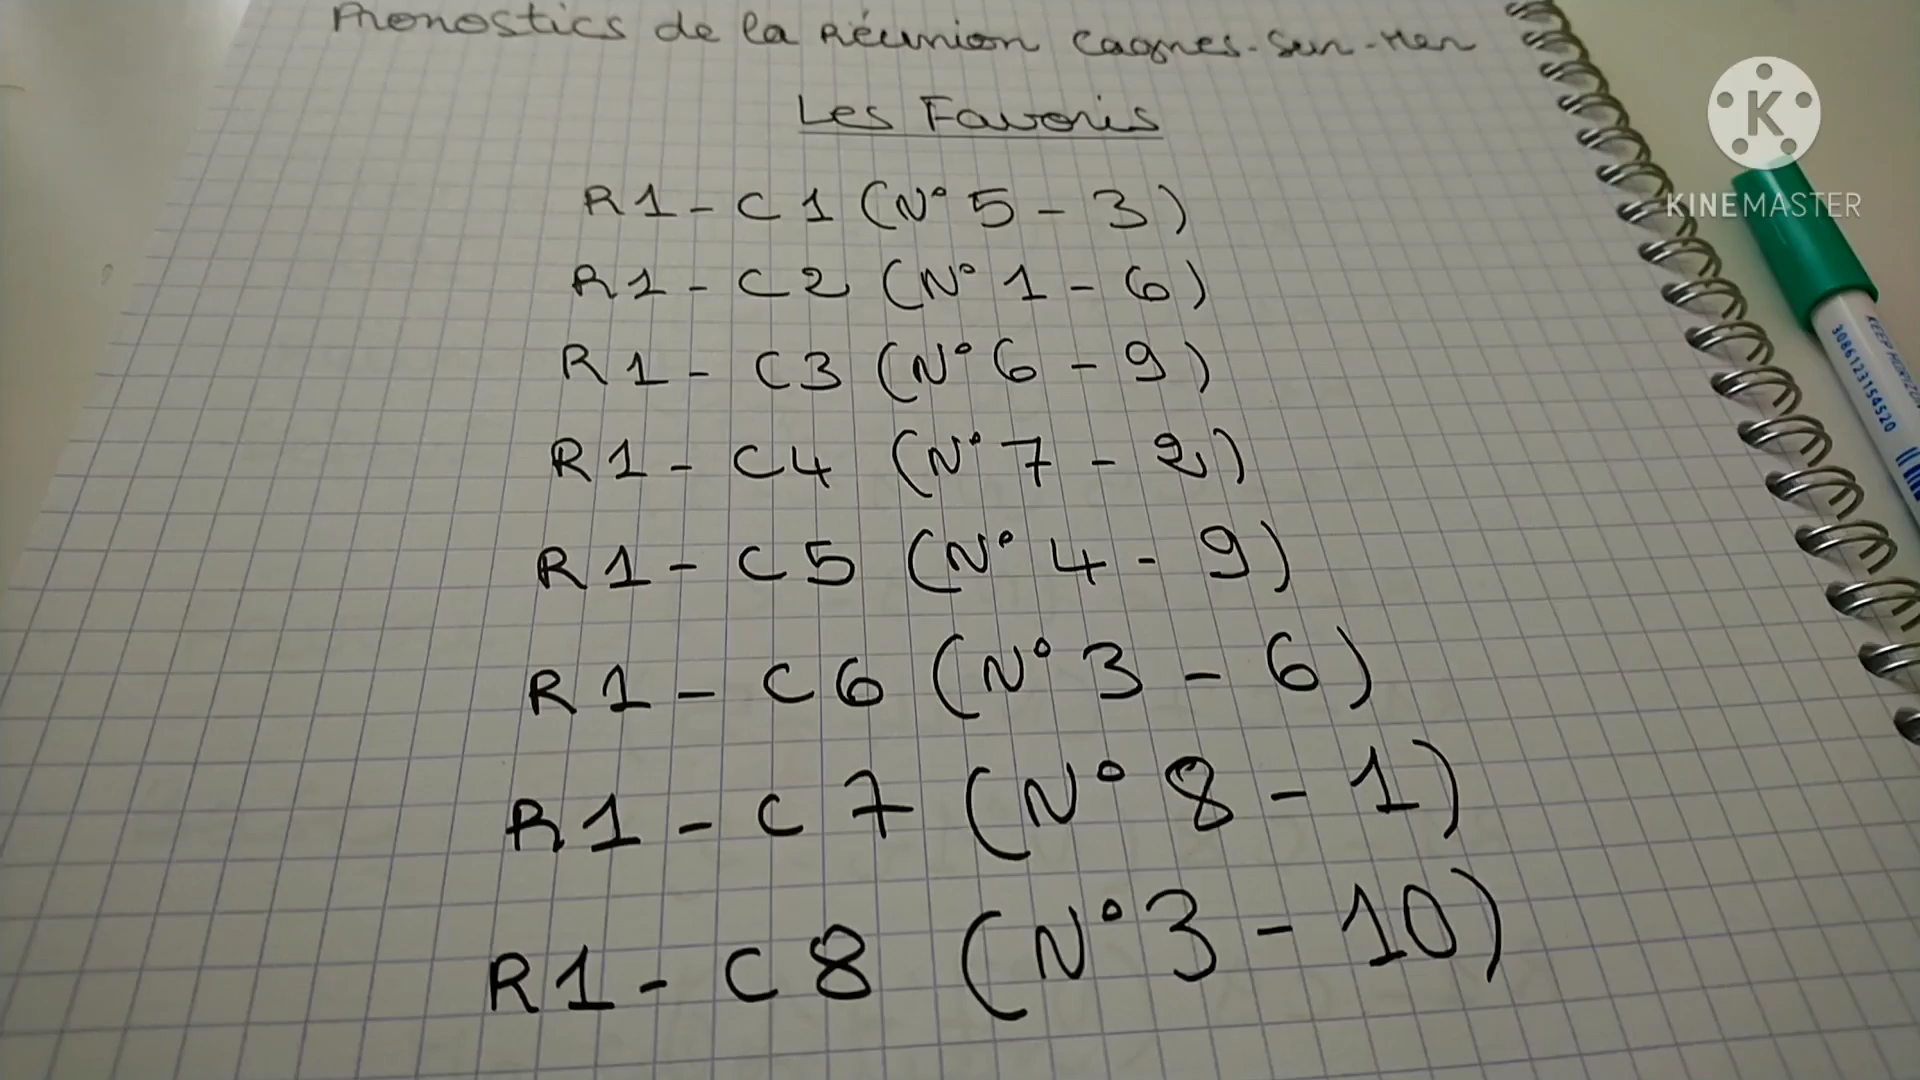 Pronostics de la Réunion Cagnes-Sur-Mer
Les Favoris
R1 - C1 (N° 5 - 3)
R1 - C2 (N° 1 - 6)
R1 - C3 (N° 6 - 9)
R1 - C4 (N° 7 - 2)
R1 - C5 (N° 4 - 9)
R1 - C6 (N° 3 - 6)
R1 - C7 (N° 8 - 1)
R1 - C8 (N° 3 - 10)
K
KINEMASTER
3086123154520